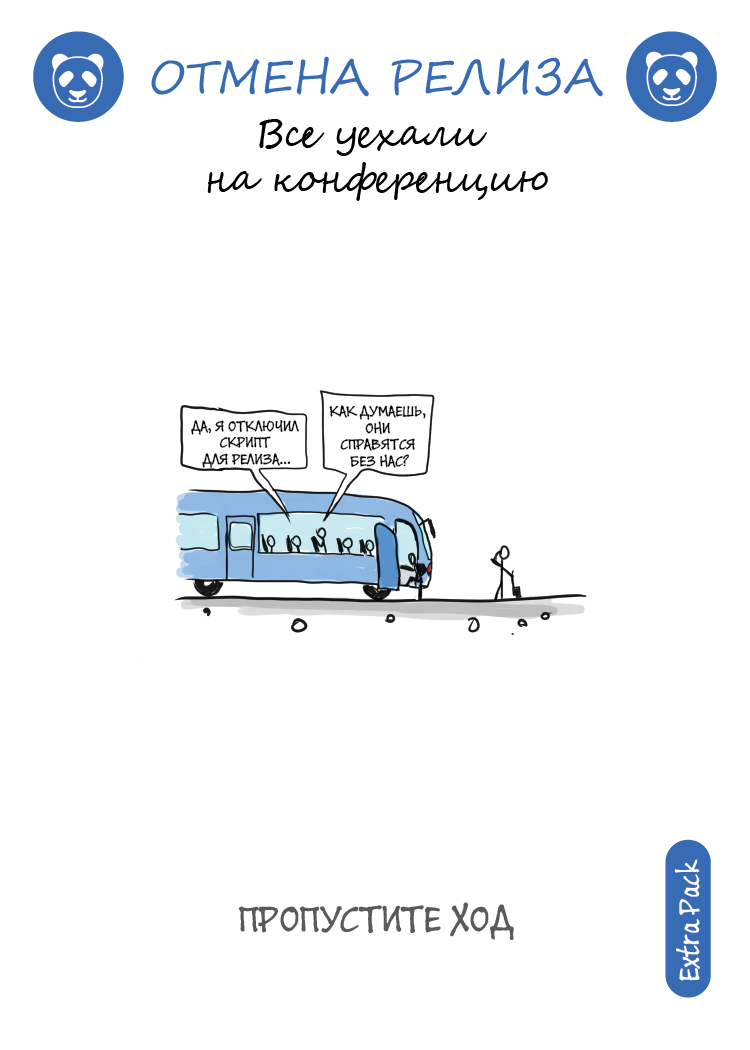 ОТМЕНА РЕЛИЗА
Все уехали
на конференцию
ДА, Я ОТКЛЮЧИЛ
СКРИПТ
ДЛЯ РЕЛИЗА...
КАК ДУМАЕШЬ,
ОНИ
СПРАВЯТСЯ
БЕЗ НАС?
ПРОПУСТИТЕ ХОД
Extra Pack